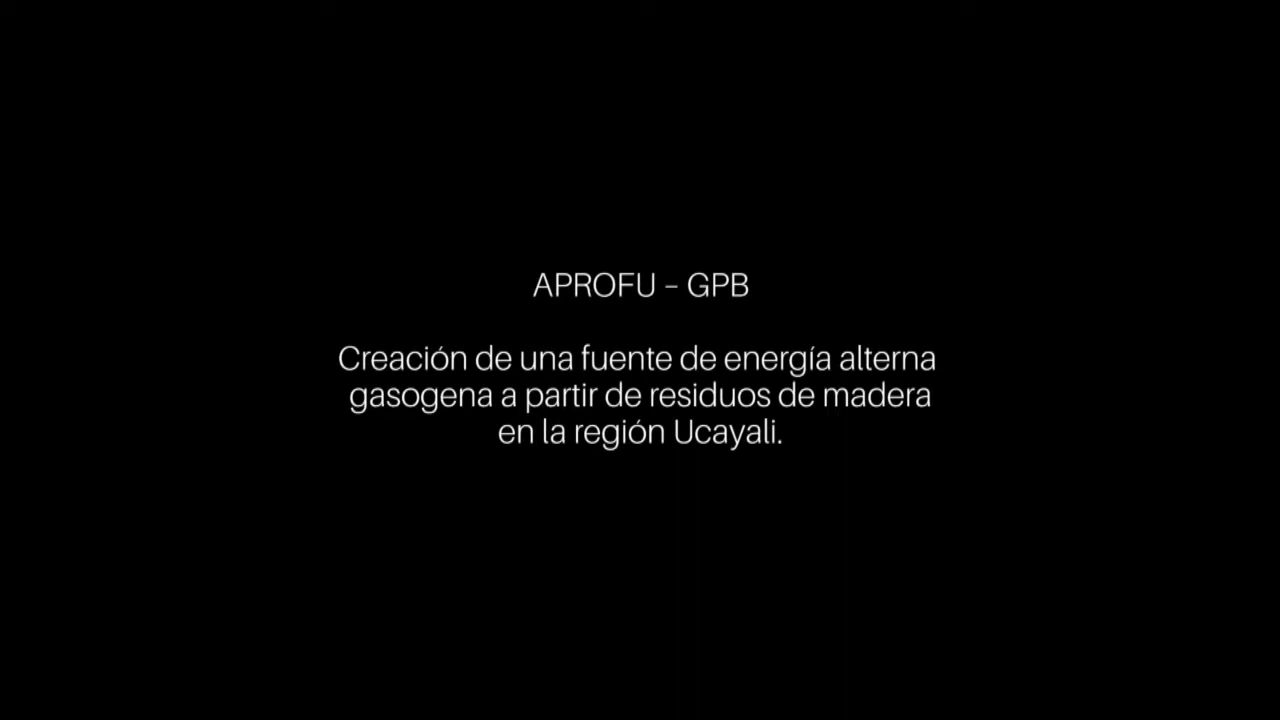 APROFU – GPB
Creación de una fuente de energía alterna
gasogena a partir de residuos de madera
en la región Ucayali.